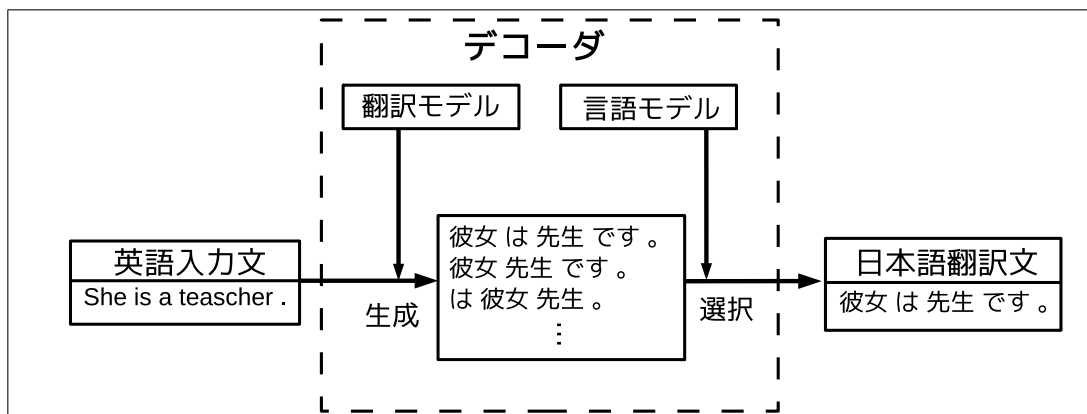 デコーダ
翻訳モデル
言語モデル
英語入力文
She is a teascher .
生成
彼女 は 先生 です 。
彼女 先生 です 。
は 彼女 先生 。
⋮
選択
日本語翻訳文
彼女 は 先生 です 。